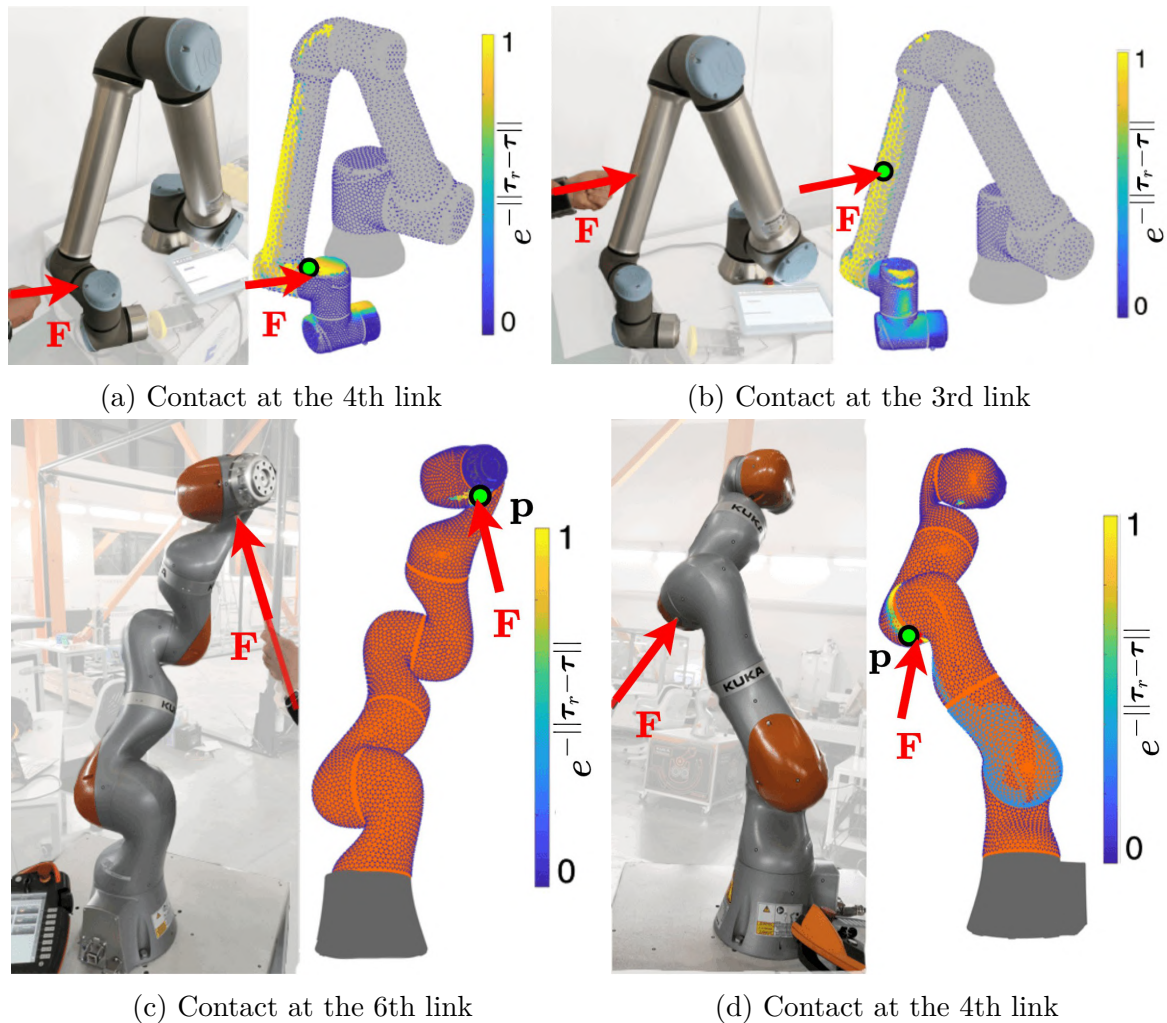 1
e^{-||τ_r-τ||}
0
F
F
1
e^{-||τ_r-τ||}
0
F
F
(a) Contact at the 4th link
(b) Contact at the 3rd link
p
F
F
1
e^{-||τ_r-τ||}
0
KUKA
KUKA
p
F
F
1
e^{-||τ_r-τ||}
0
(c) Contact at the 6th link
(d) Contact at the 4th link